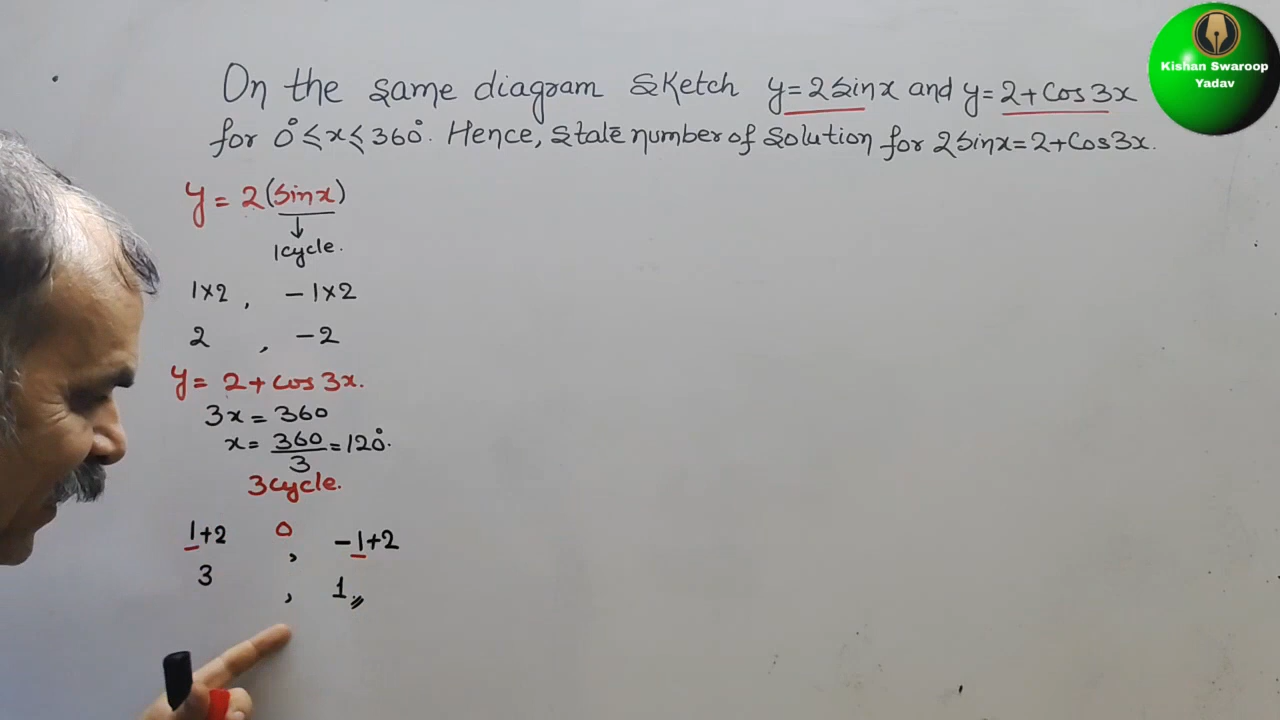 On the same diagram sketch y=2sinx and y=2+cos3x
for 0°≤x≤360°. Hence, state number of solution for 2sinx=2+cos3x.
y=2(sinx)
↓
1cycle.
1×2, -1×2
2, -2
y=2+cos3x.
3x=360
x=360/3=120°.
3cycle.
1+2 0, -1+2
3, 1
Kishan Swaroop
Yadav